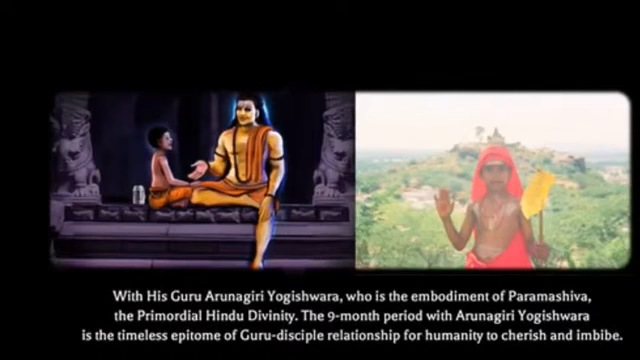 With His Guru Arunagiri Yogishwara, who is the embodiment of Paramashiva,
the Primordial Hindu Divinity. The 9-month period with Arunagiri Yogishwara
is the timeless epitome of Guru-disciple relationship for humanity to cherish and imbibe.